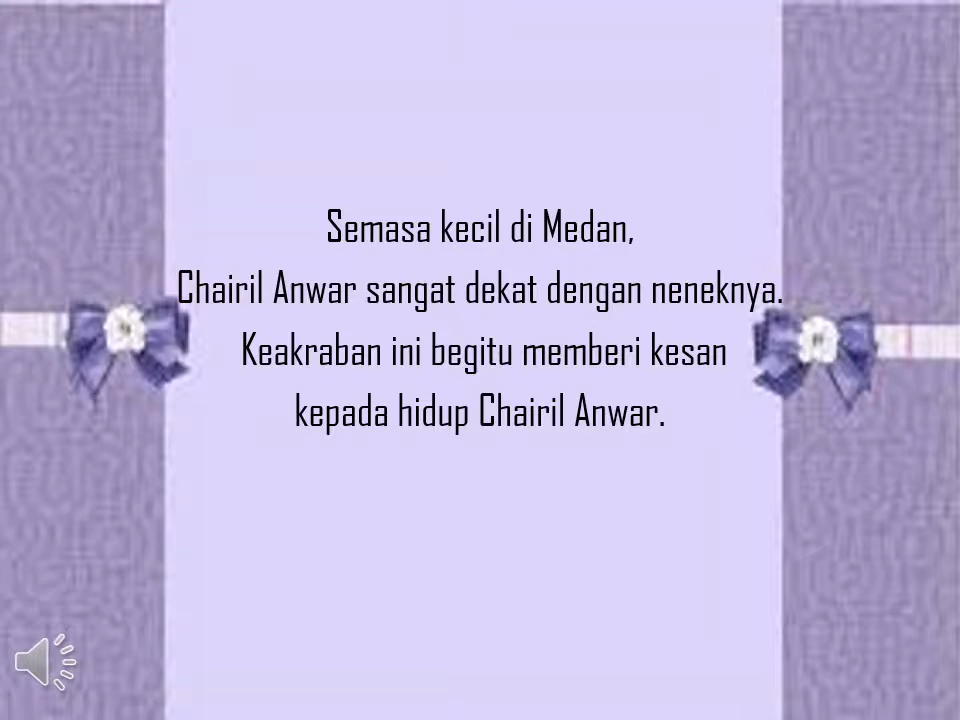 Semasa kecil di Medan,
Chairil Anwar sangat dekat dengan neneknya.
Keakraban ini begitu memberi kesan
kepada hidup Chairil Anwar.